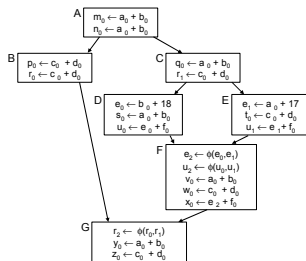 A
m₀ ← a₀ + b₀
n₀ ← a₀ + b₀
B
p₀ ← c₀ + d₀
r₀ ← c₀ + d₀
C
q₀ ← a₀ + b₀
r₁ ← c₀ + d₀
D
e₀ ← b₀ + 18
s₀ ← a₀ + b₀
u₀ ← e₀ + f₀
E
e₁ ← a₀ + 17
t₀ ← c₀ + d₀
u₁ ← e₁ + f₀
F
e₂ ← ϕ(e₀,e₁)
u₂ ← ϕ(u₀,u₁)
v₀ ← a₀ + b₀
w₀ ← c₀ + d₀
x₀ ← e₂ + f₀
G
r₂ ← ϕ(r₀,r₁)
y₀ ← a₀ + b₀
z₀ ← c₀ + d₀